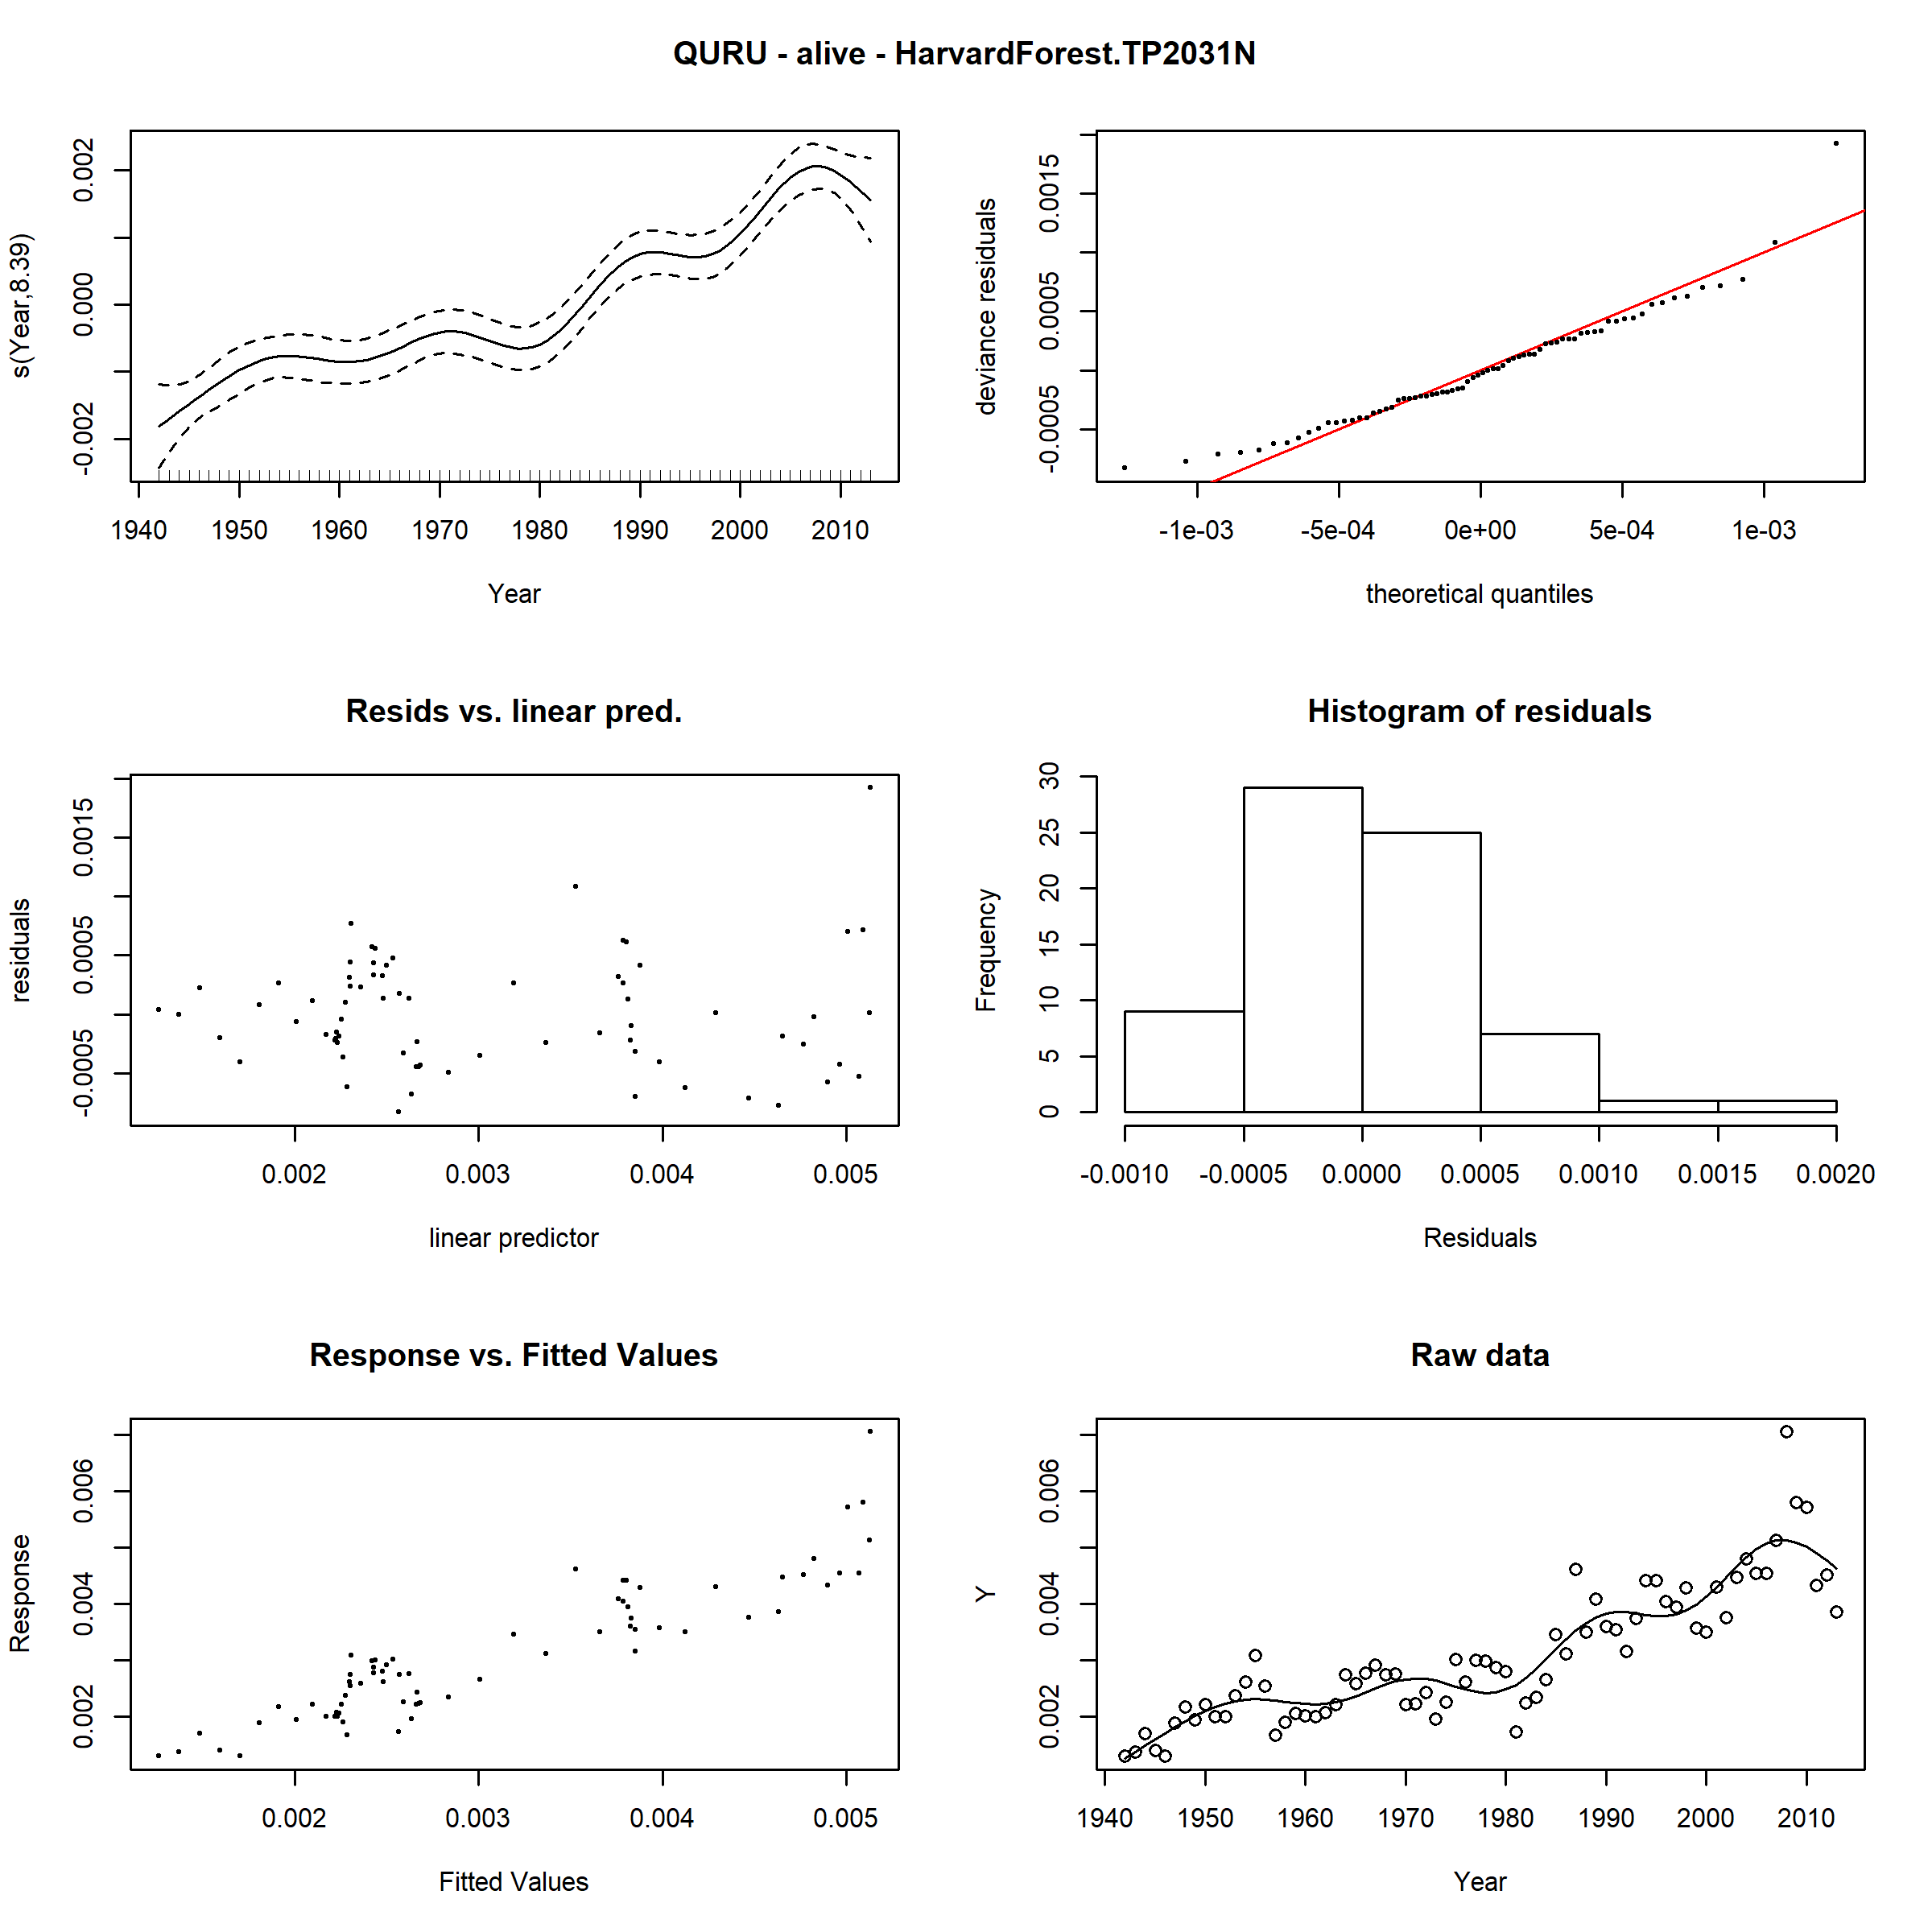 QURU - alive - HarvardForest.TP2031N
s(Year,8.39)
-0.002 0.000 0.002
1940 1950 1960 1970 1980 1990 2000 2010
Year
deviance residuals
-0.0005 0.0005 0.0015
-1e-03 -5e-04 0e+00 5e-04 1e-03
theoretical quantiles
Resids vs. linear pred.
residuals
-0.0005 0.0005 0.0015
0.002 0.003 0.004 0.005
linear predictor
Histogram of residuals
Frequency
0 5 10 15 20 25 30
-0.0010 -0.0005 0.0000 0.0005 0.0010 0.0015 0.0020
Residuals
Response vs. Fitted Values
Response
0.002 0.004 0.006
0.002 0.003 0.004 0.005
Fitted Values
Raw data
Y
0.002 0.004 0.006
1940 1950 1960 1970 1980 1990 2000 2010
Year